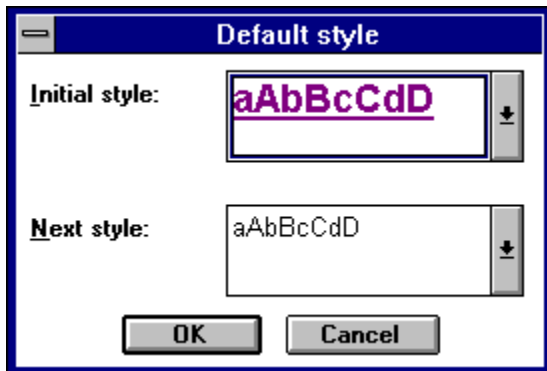 Default style
Initial style:
aAbBcCdD
Next style:
aAbBcCdD
OK
Cancel